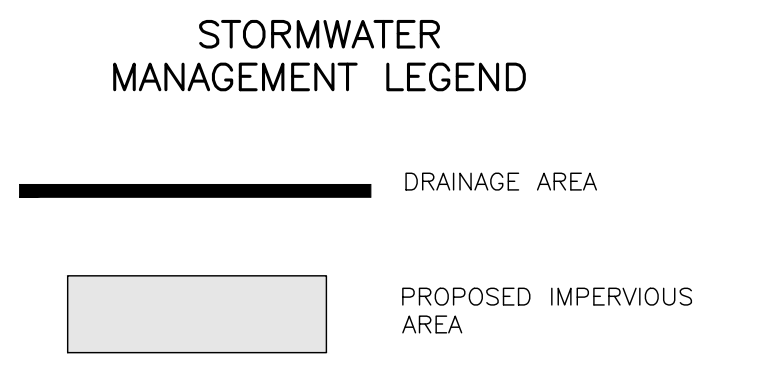 STORMWATER
MANAGEMENT LEGEND
DRAINAGE AREA
PROPOSED IMPERVIOUS
AREA